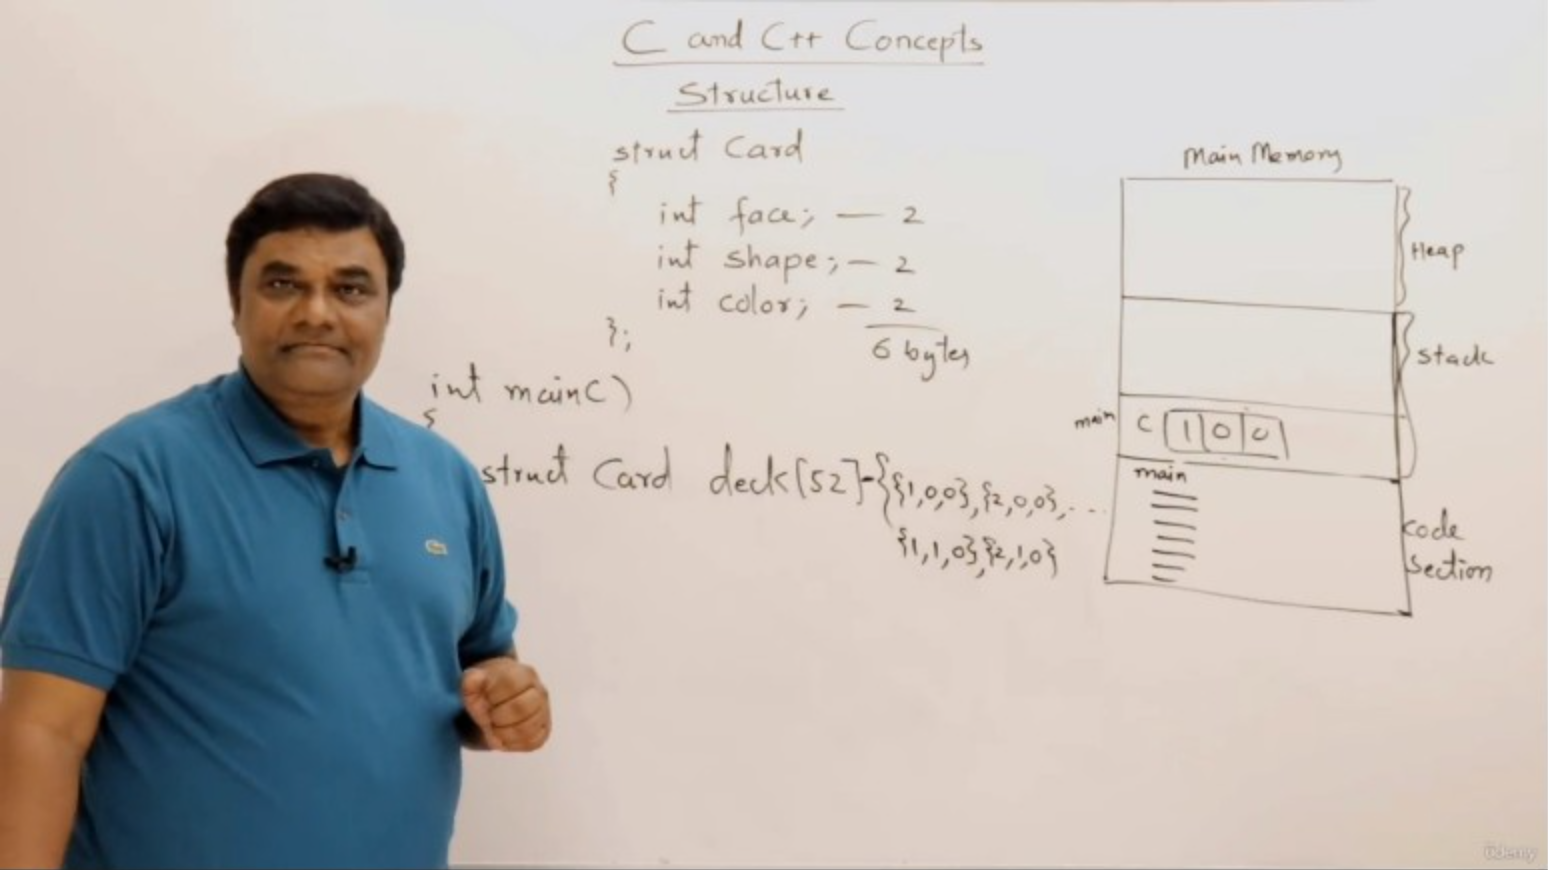 C and C++ Concepts
Structure
struct Card
{
int face; — 2
int shape; — 2
int color; — 2
};
6 bytes
int main()
{
struct Card deck[52]={{1,0,0},{2,0,0},...
{1,1,0},{2,1,0}
Main Memory
Heap
Stack
main C 1 0 0
main
Code
Section
Udemy